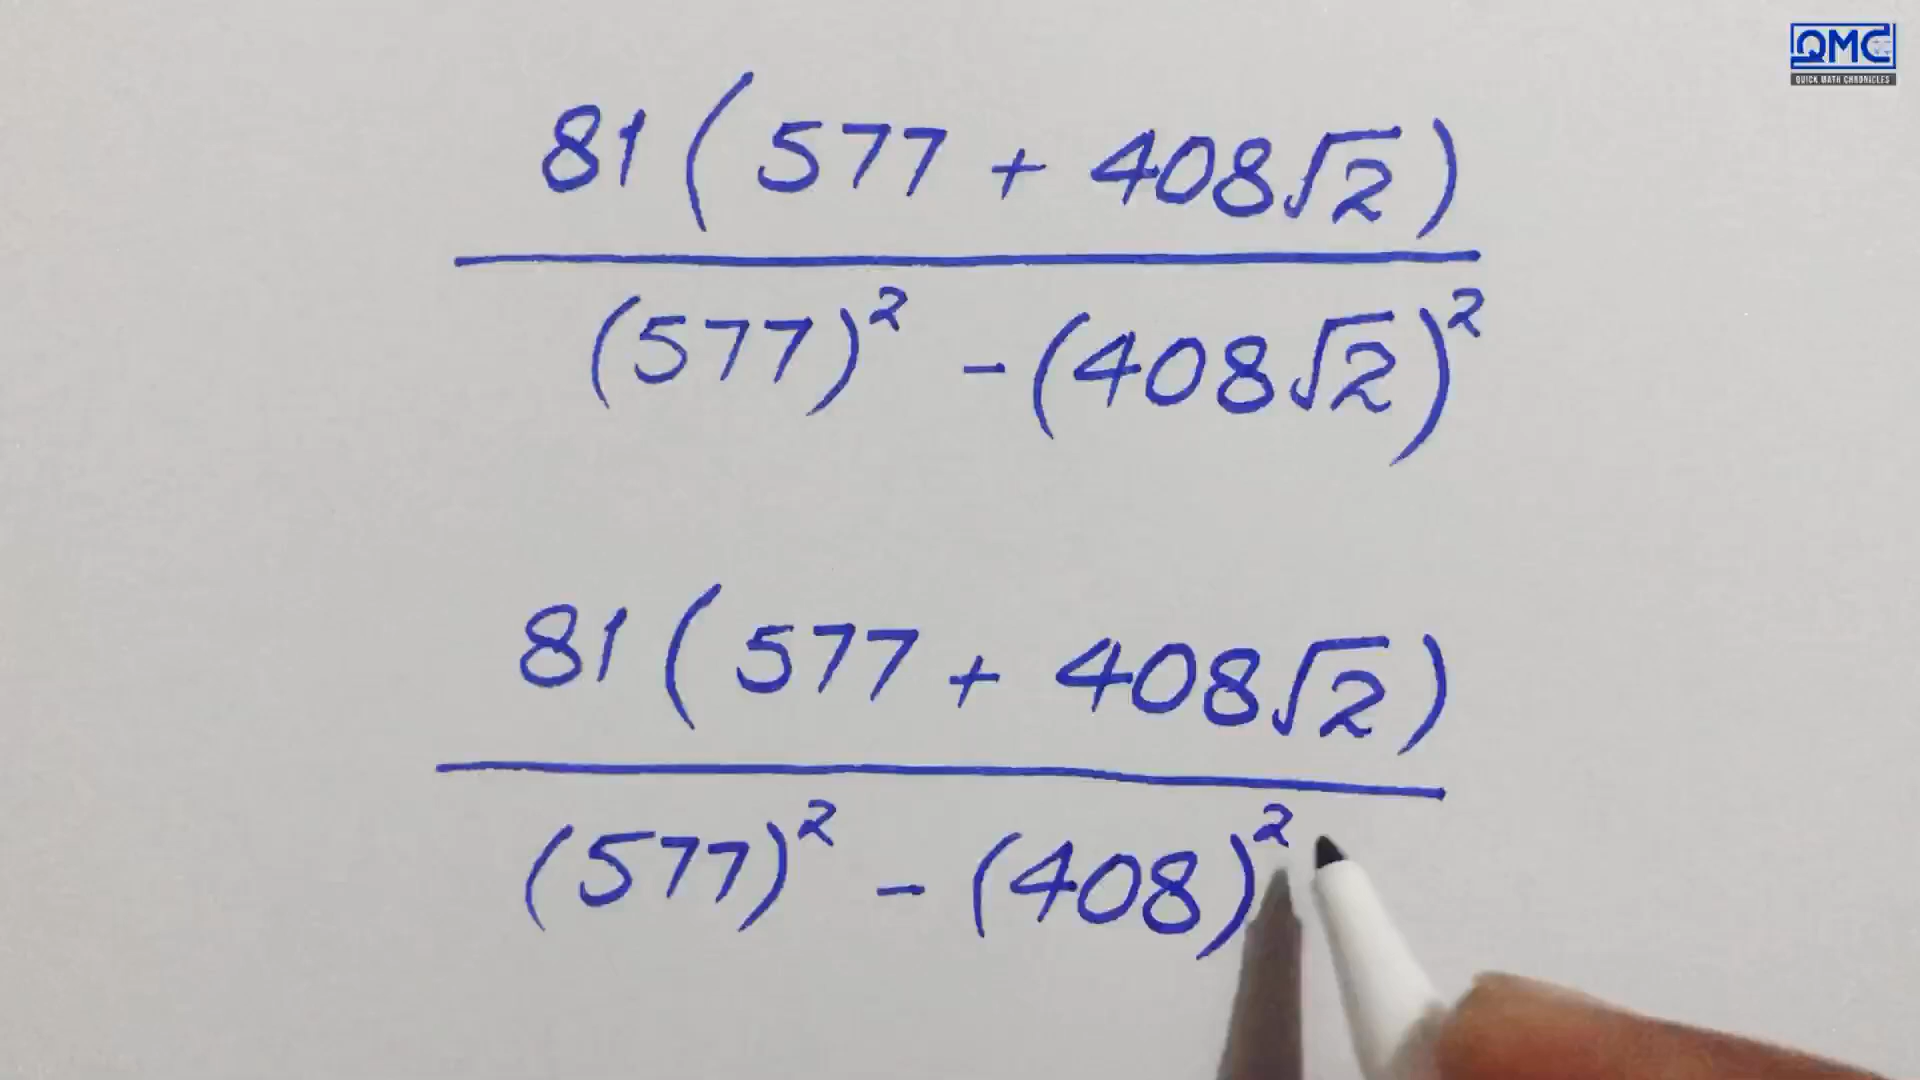 QMC
QUICK MATH CHRONICLES
81 ( 577 + 408√2 )
(577)² - (408√2)²
81 ( 577 + 408√2 )
(577)² - (408)²